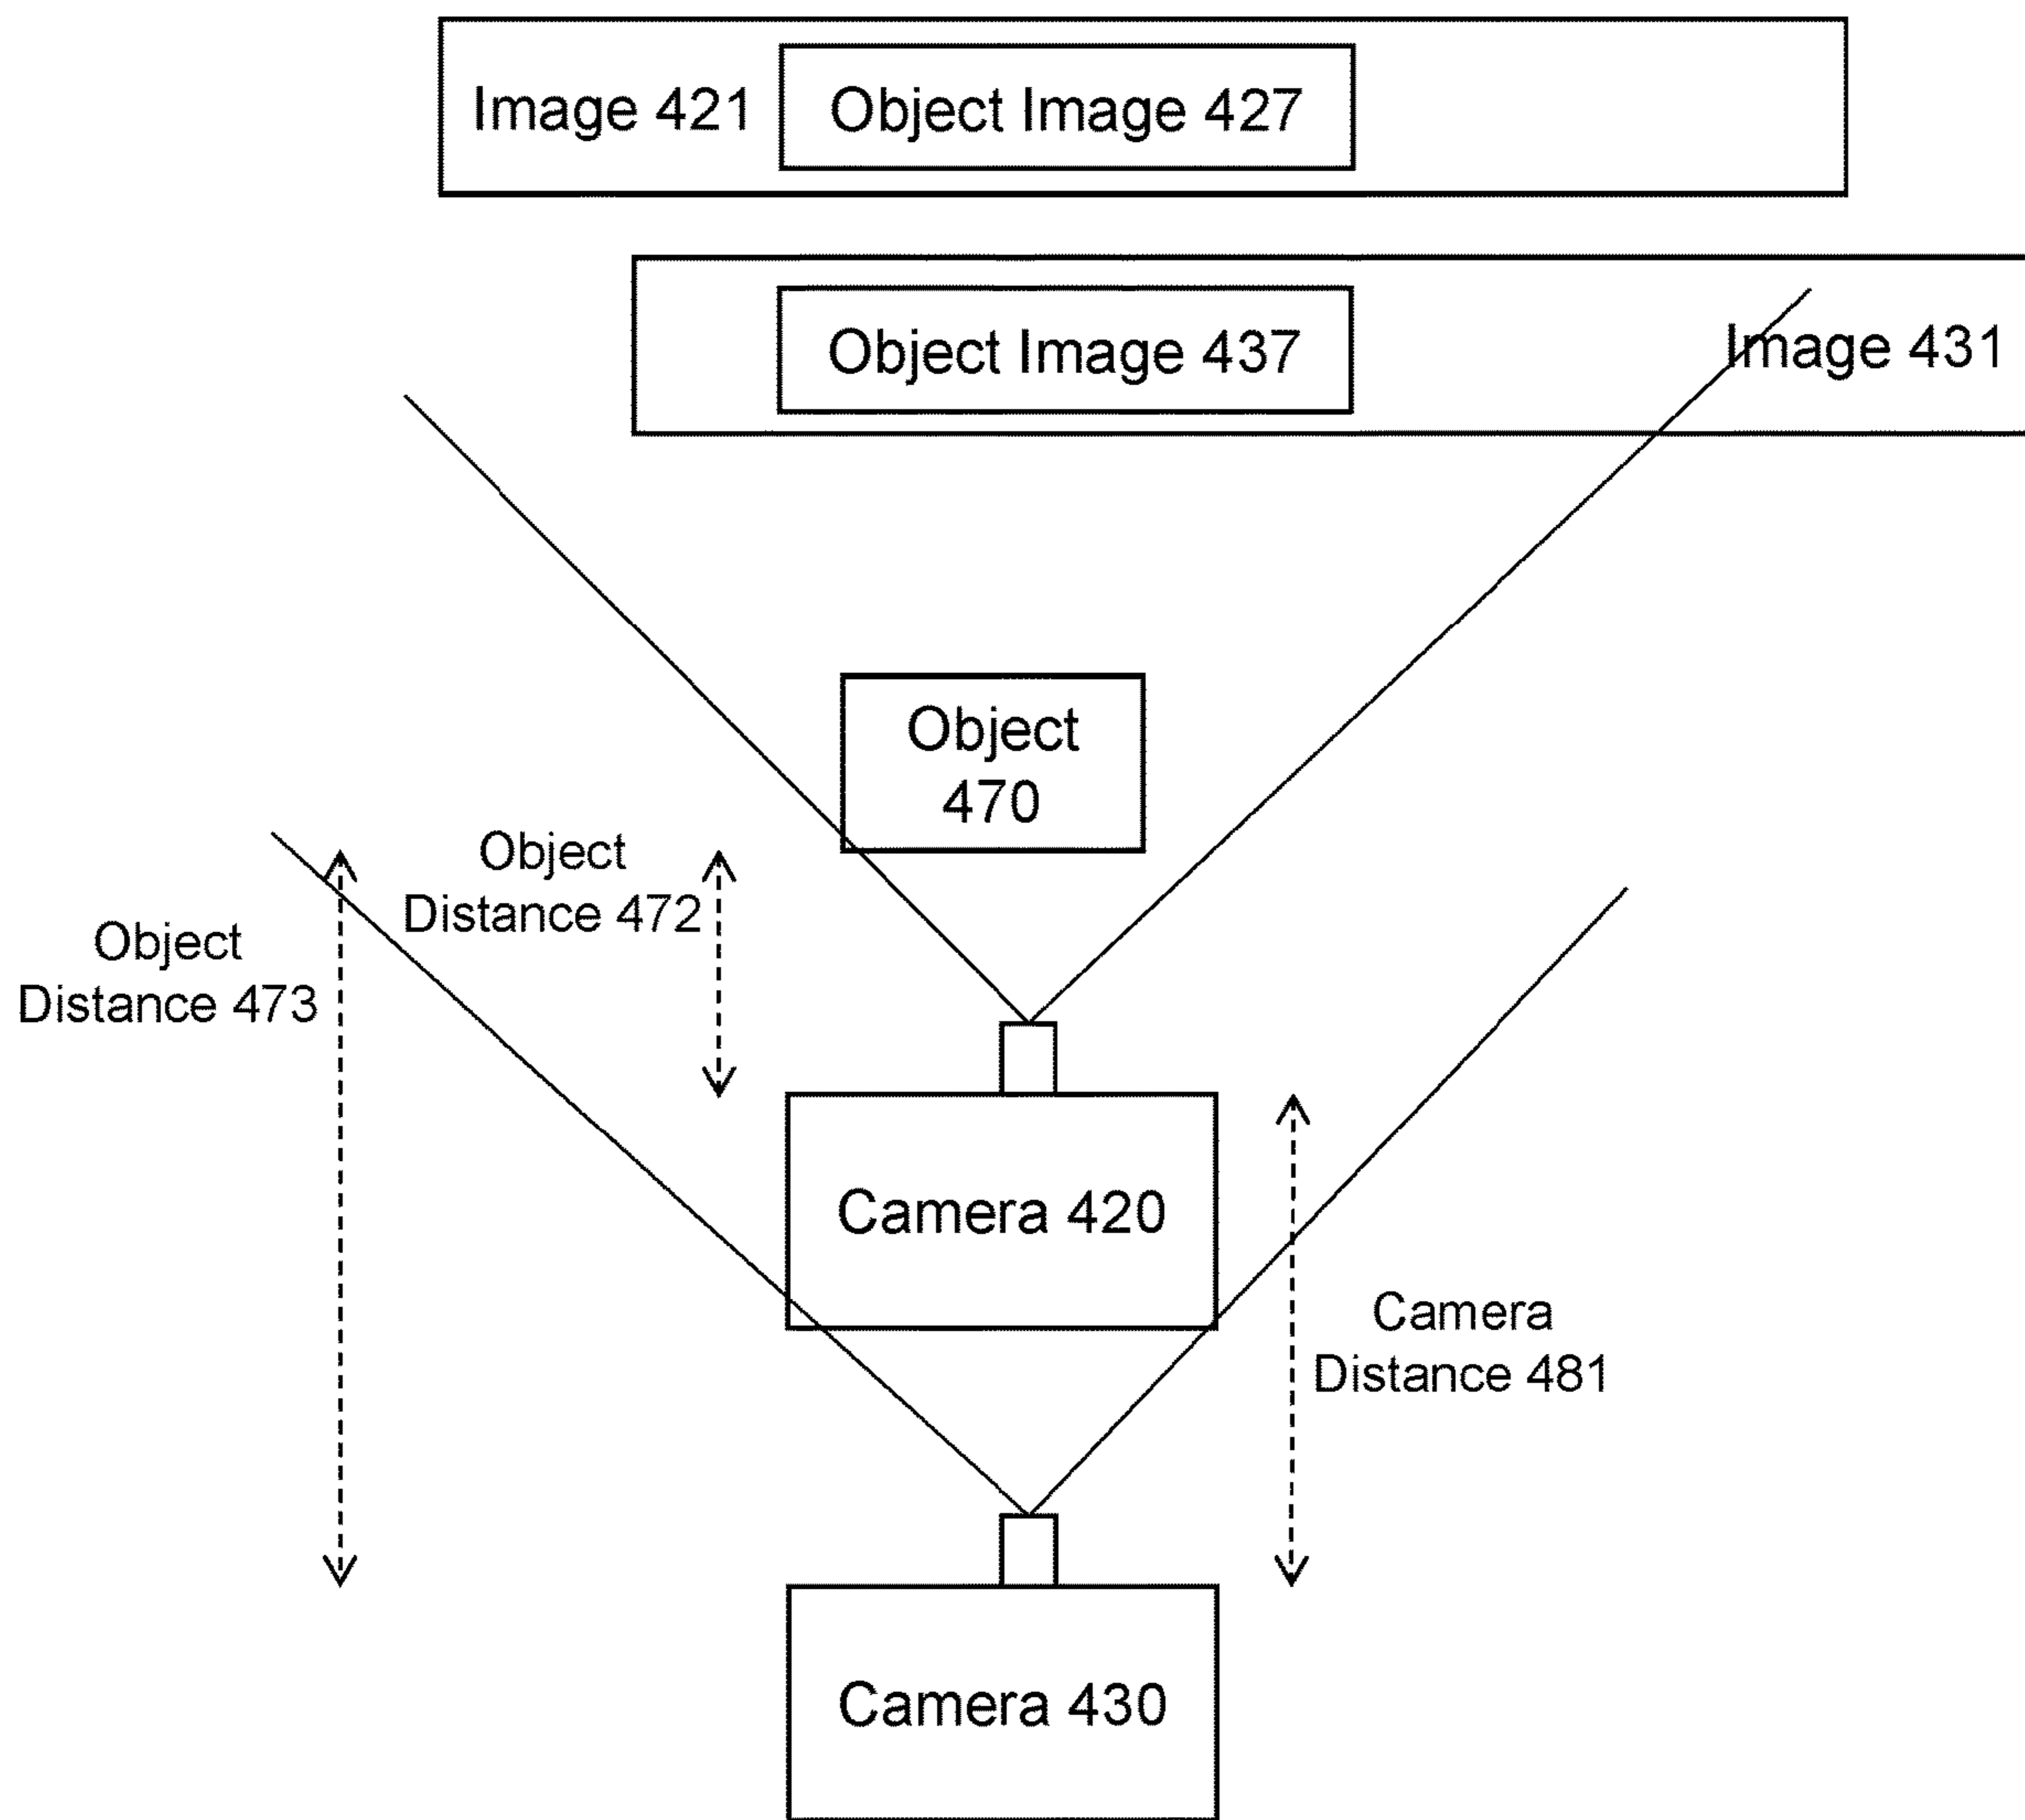 Image 421
Object Image 427
Object Image 437
Image 431
Object
470
Object
Distance 472
Object
Distance 473
Camera 420
Camera
Distance 481
Camera 430